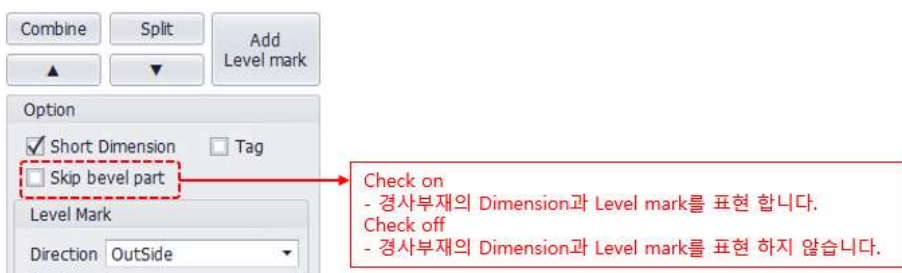 Combine
Split
Add
Level mark
▲
▼
Option
Short Dimension
Tag
Skip bevel part
Level Mark
Direction OutSide
Check on
- 경사부재의 Dimension과 Level mark를 표현 합니다.
Check off
- 경사부재의 Dimension과 Level mark를 표현 하지 않습니다.